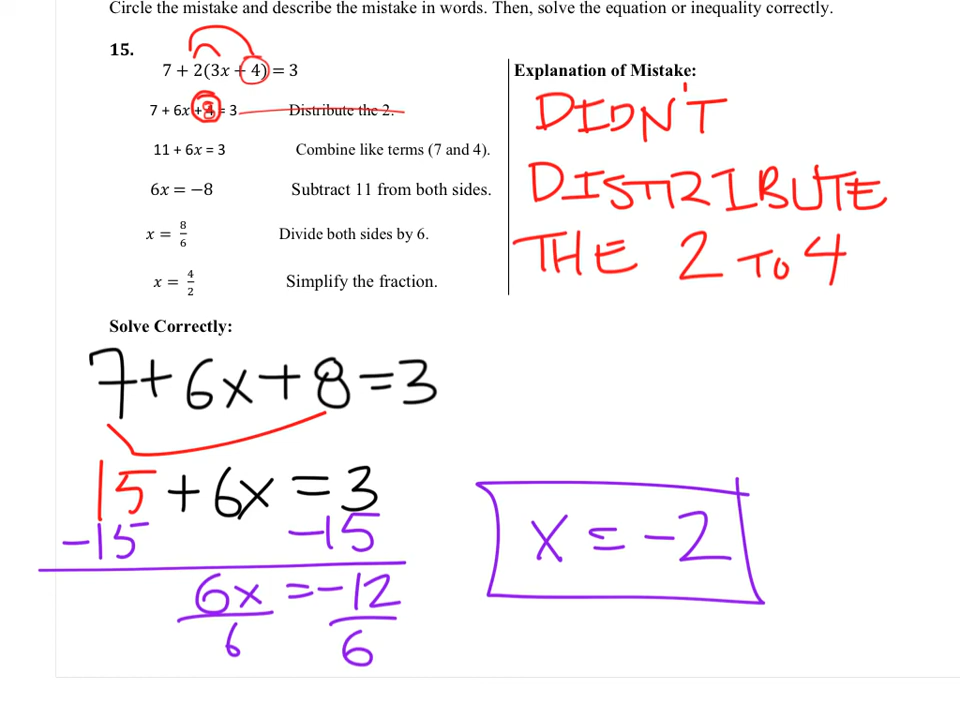 Circle the mistake and describe the mistake in words. Then, solve the equation or inequality correctly.
15.
7 + 2(3x + 4) = 3
Explanation of Mistake:
7 + 6x + 8 = 3 Distribute the 2.
11 + 6x = 3 Combine like terms (7 and 4).
6x = −8 Subtract 11 from both sides.
x = 8/6 Divide both sides by 6.
x = 4/2 Simplify the fraction.
DIDN'T
DISTRIBUTE
THE 2 TO 4
Solve Correctly:
7+6x+8=3
15+6x=3
-15 -15
6x=-12
6 6
x=-2